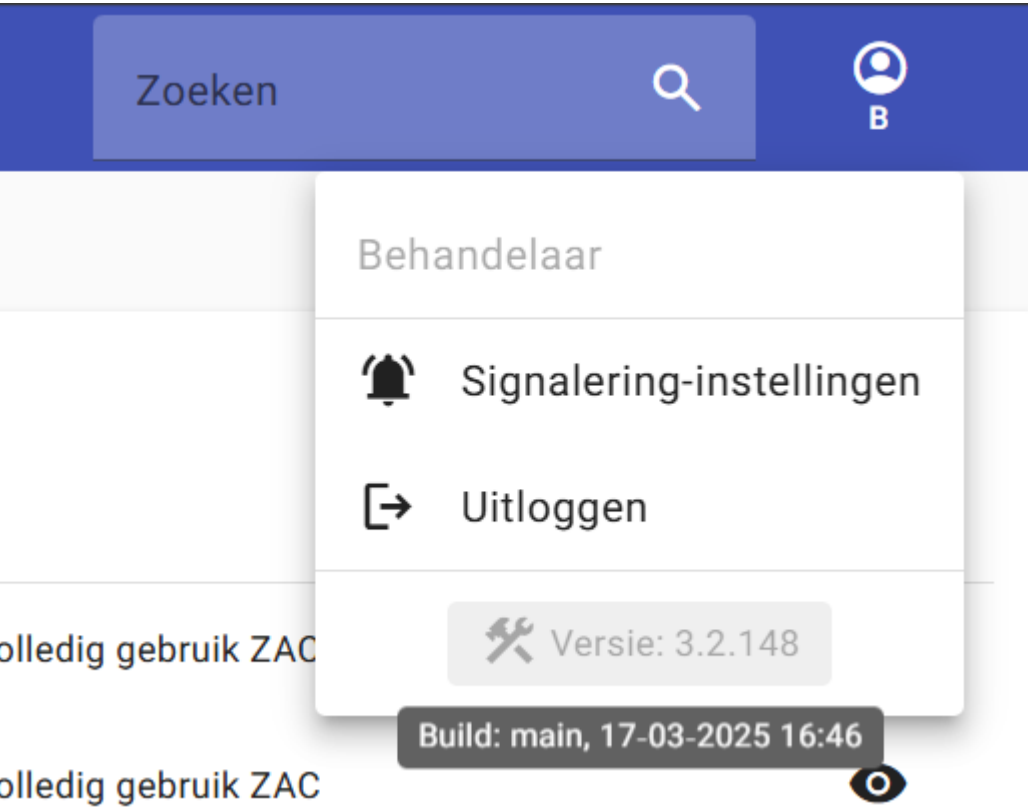 Zoeken
B
Behandelaar
Signalering-instellingen
Uitloggen
Versie: 3.2.148
olledig gebruik ZAC
Build: main, 17-03-2025 16:46
olledig gebruik ZAC